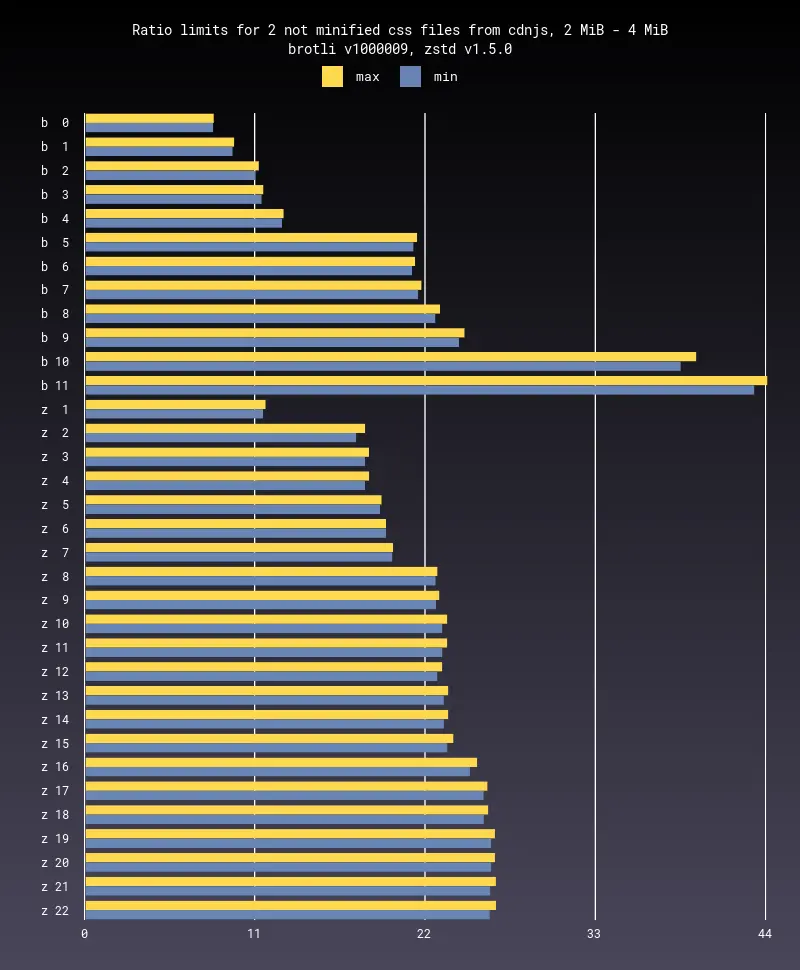 Ratio limits for 2 not minified css files from cdnjs, 2 MiB - 4 MiB
brotli v1000009, zstd v1.5.0
max min
b 0
b 1
b 2
b 3
b 4
b 5
b 6
b 7
b 8
b 9
b 10
b 11
z 1
z 2
z 3
z 4
z 5
z 6
z 7
z 8
z 9
z 10
z 11
z 12
z 13
z 14
z 15
z 16
z 17
z 18
z 19
z 20
z 21
z 22
0 11 22 33 44